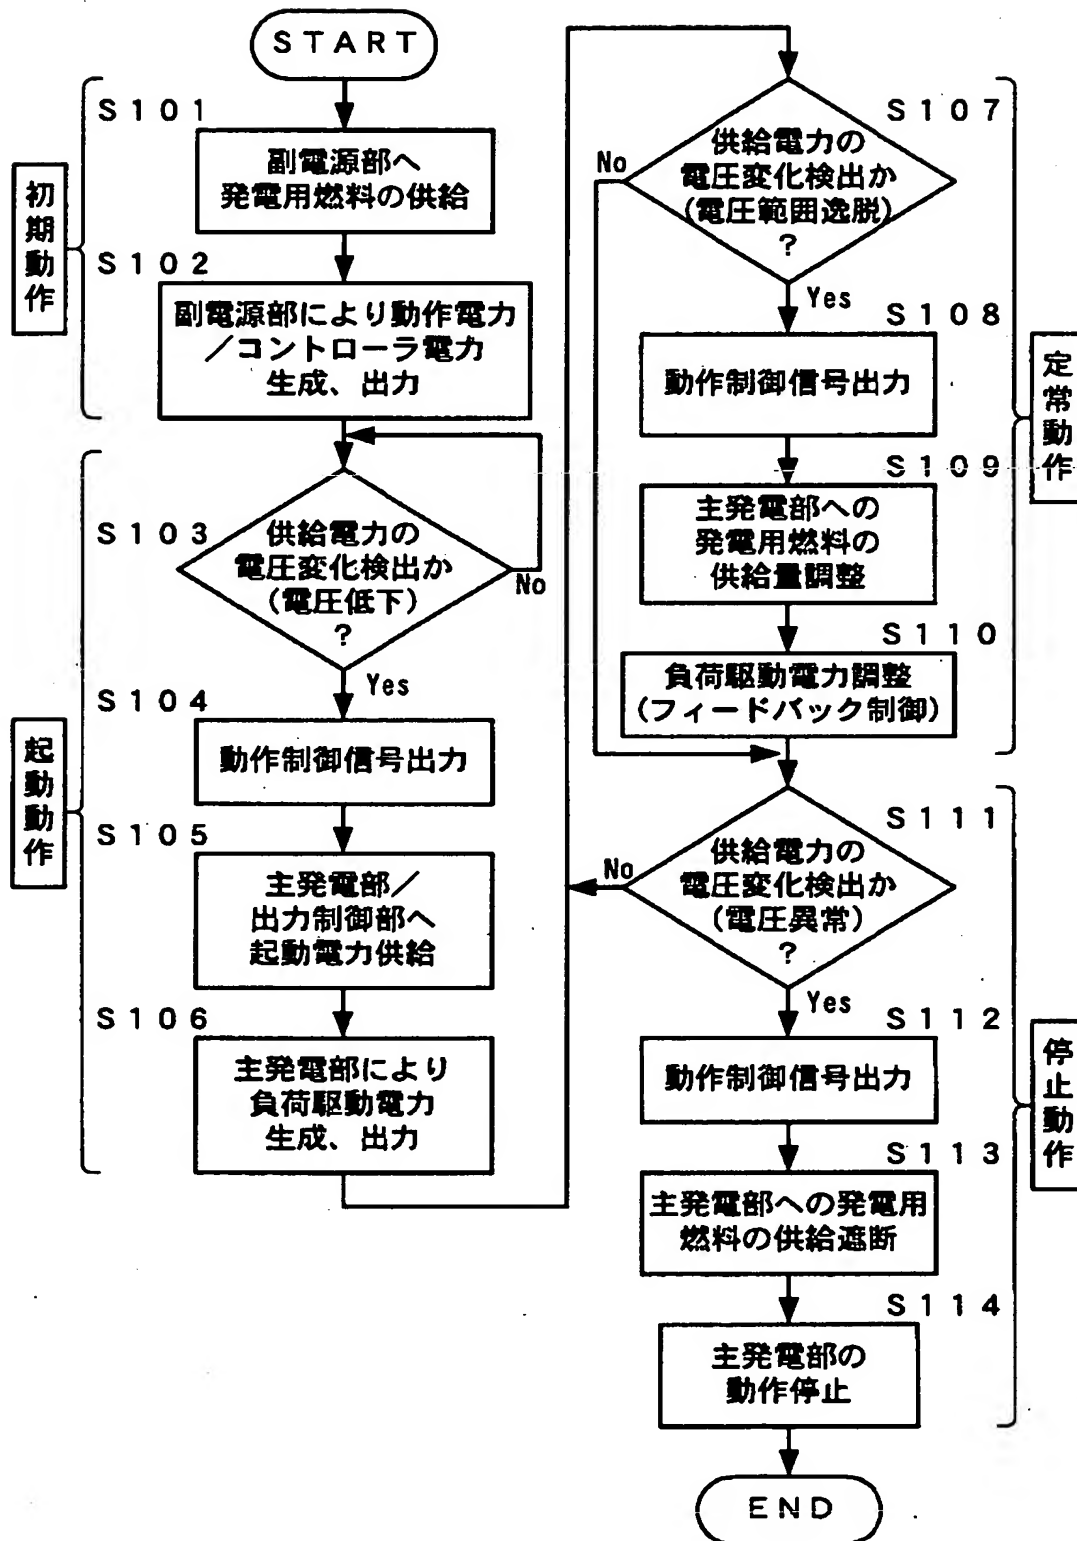 START
S101
副電源部へ
発電用燃料の供給
初期動作
S102
副電源部により動作電力
／コントローラ電力
生成、出力
S103
供給電力の
電圧変化検出か
(電圧低下)
?
No
Yes
S104
動作制御信号出力
起動動作
S105
主発電部／
出力制御部へ
起動電力供給
S106
主発電部により
負荷駆動電力
生成、出力
S107
供給電力の
電圧変化検出か
(電圧範囲逸脱)
?
No
Yes
S108
動作制御信号出力
定常動作
S109
主発電部への
発電用燃料の
供給量調整
S110
負荷駆動電力調整
(フィードバック制御)
S111
供給電力の
電圧変化検出か
(電圧異常)
?
No
Yes
S112
動作制御信号出力
停止動作
S113
主発電部への発電用
燃料の供給遮断
S114
主発電部の
動作停止
END